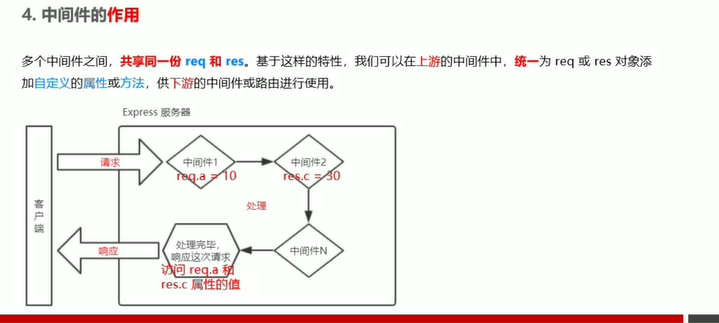 4. 中间件的作用
多个中间件之间，共享同一份 req 和 res。基于这样的特性，我们可以在上游的中间件中，统一为 req 或 res 对象添
加自定义的属性或方法，供下游的中间件或路由进行使用。
Express 服务器
请求
中间件1
req.a = 10
中间件2
res.c = 30
客户端
处理
响应
处理完毕，
响应这次请求
访问 req.a 和
res.c 属性的值
中间件N